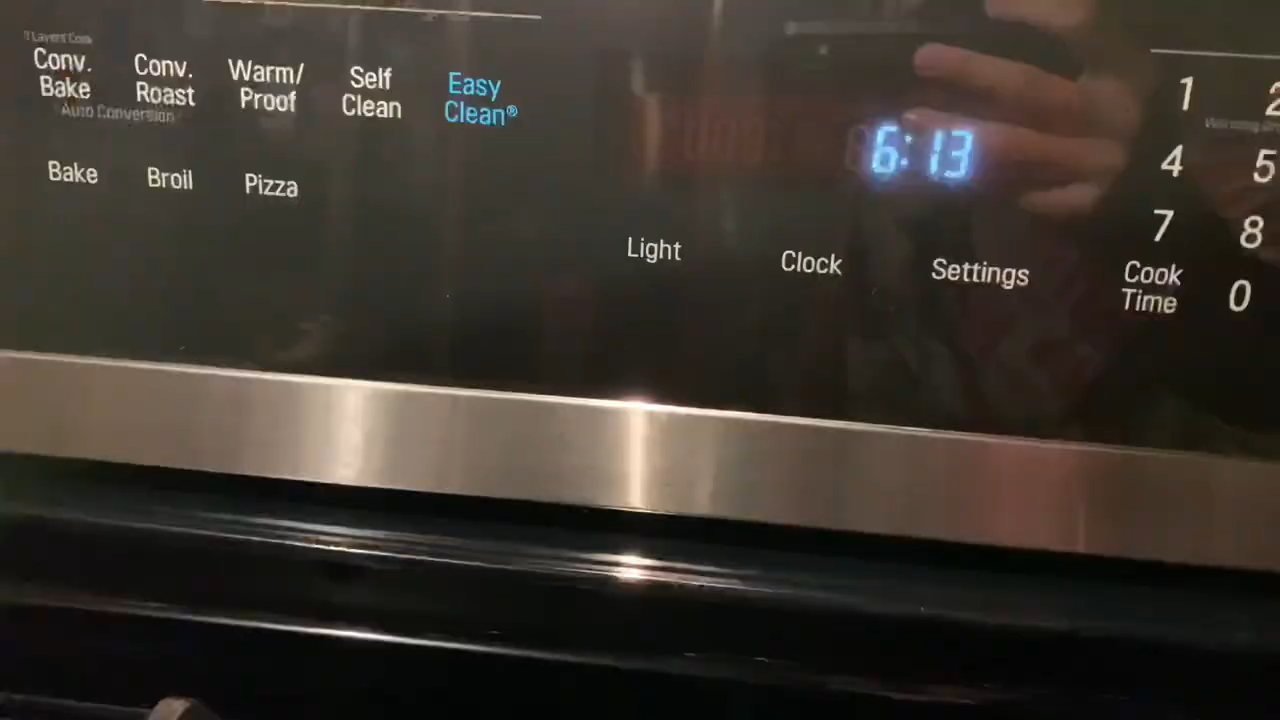 Conv.
Bake
Conv.
Roast
Auto Conversion
Warm/
Proof
Self
Clean
Easy
Clean®
Bake
Broil
Pizza
6:13
Light
Clock
Settings
1
2
4
5
7
8
Cook
Time
0